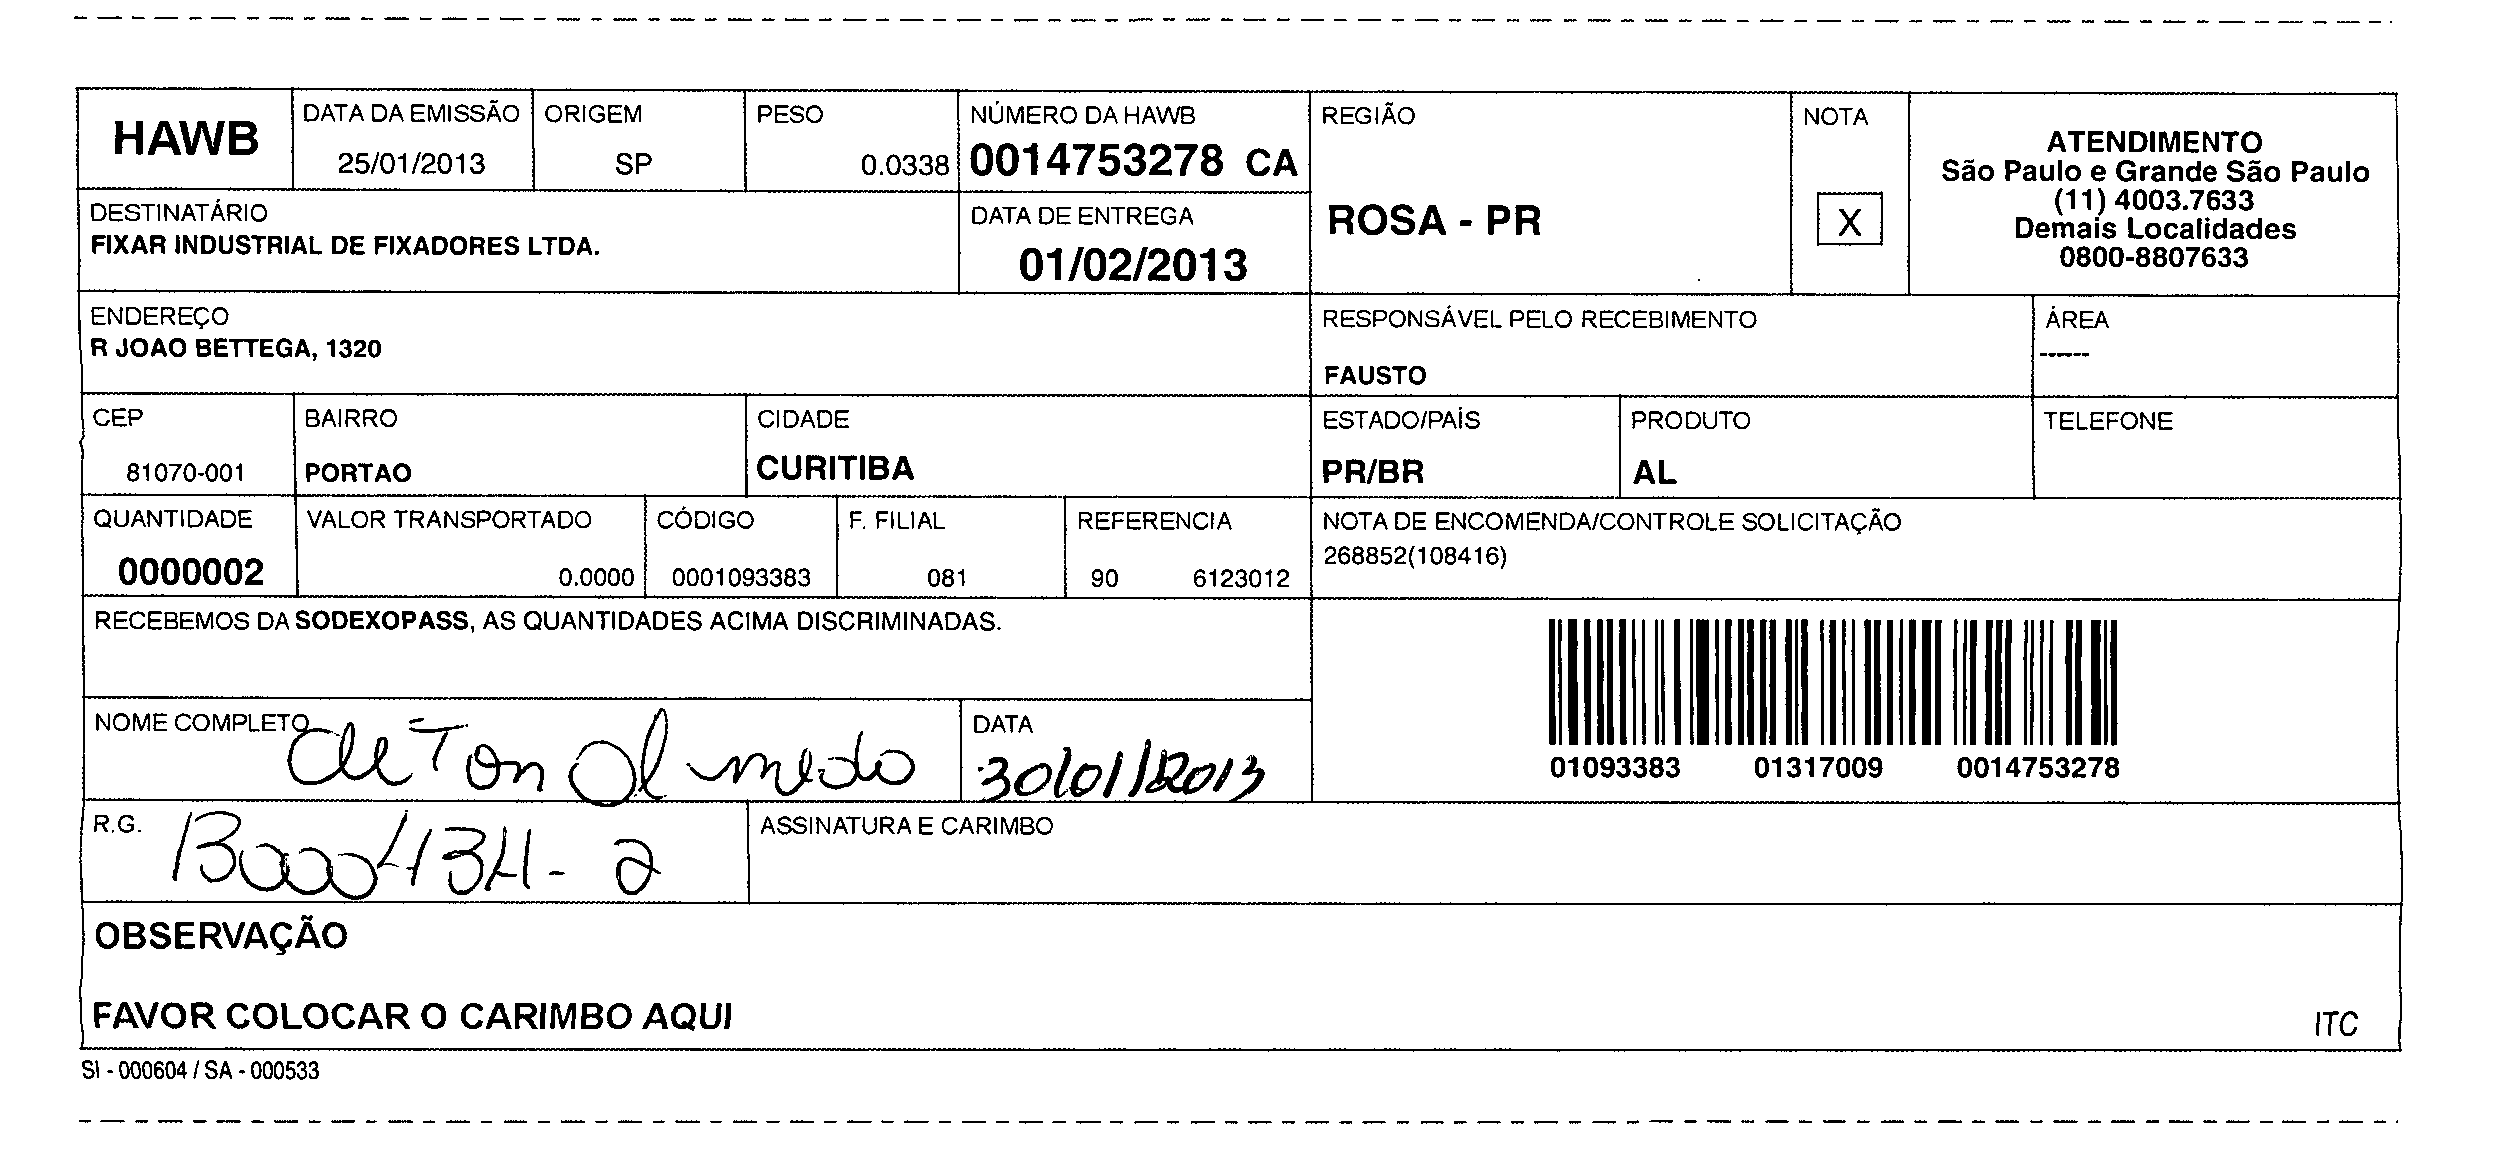 HAWB
DATA DA EMISSÃO
25/01/2013
ORIGEM
SP
PESO
0.0338
NÚMERO DA HAWB
0014753278 CA
REGIÃO
ROSA - PR
NOTA
X
ATENDIMENTO
São Paulo e Grande São Paulo
(11) 4003.7633
Demais Localidades
0800-8807633
DESTINATÁRIO
FIXAR INDUSTRIAL DE FIXADORES LTDA.
DATA DE ENTREGA
01/02/2013
ENDEREÇO
R JOAO BETTEGA, 1320
RESPONSÁVEL PELO RECEBIMENTO
FAUSTO
ÁREA
------
CEP
81070-001
BAIRRO
PORTAO
CIDADE
CURITIBA
ESTADO/PAÍS
PR/BR
PRODUTO
AL
TELEFONE
QUANTIDADE
0000002
VALOR TRANSPORTADO
0.0000
CÓDIGO
0001093383
F. FILIAL
081
REFERENCIA
90 6123012
NOTA DE ENCOMENDA/CONTROLE SOLICITAÇÃO
268852(108416)
RECEBEMOS DA SODEXOPASS, AS QUANTIDADES ACIMA DISCRIMINADAS.
01093383 01317009 0014753278
NOME COMPLETO
DATA
30/01/2013
R.G.
ASSINATURA E CARIMBO
OBSERVAÇÃO
FAVOR COLOCAR O CARIMBO AQUI
ITC
SI - 000604 / SA - 000533